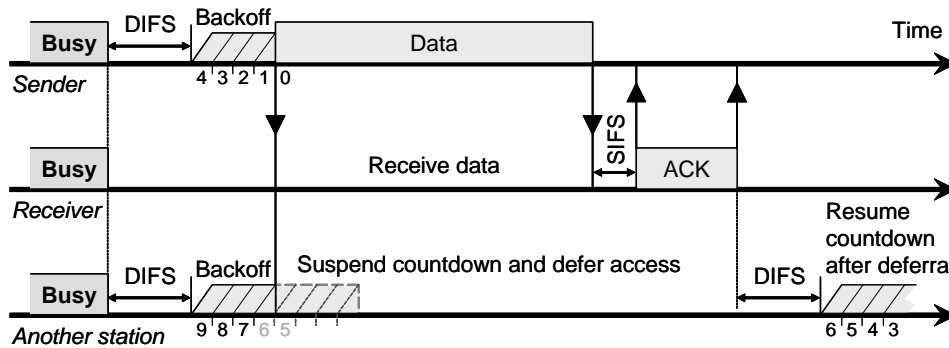 DIFS Backoff
Busy Data Time
4 3 2 1 0
Sender
SIFS
Busy Receive data ACK
Receiver
Resume
countdown
after deferra
DIFS Backoff Suspend countdown and defer access DIFS
Busy
9 8 7 6 5 6 5 4 3
Another station